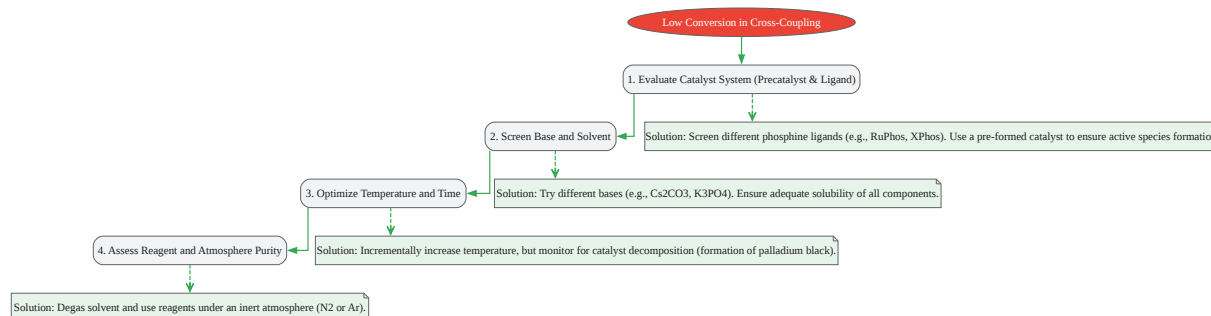 Low Conversion in Cross-Coupling
1. Evaluate Catalyst System (Precatalyst & Ligand)
2. Screen Base and Solvent
Solution: Screen different phosphine ligands (e.g., RuPhos, XPhos). Use a pre-formed catalyst to ensure active species formatio
3. Optimize Temperature and Time
Solution: Try different bases (e.g., Cs2CO3, K3PO4). Ensure adequate solubility of all components.
4. Assess Reagent and Atmosphere Purity
Solution: Incrementally increase temperature, but monitor for catalyst decomposition (formation of palladium black).
Solution: Degas solvent and use reagents under an inert atmosphere (N2 or Ar).